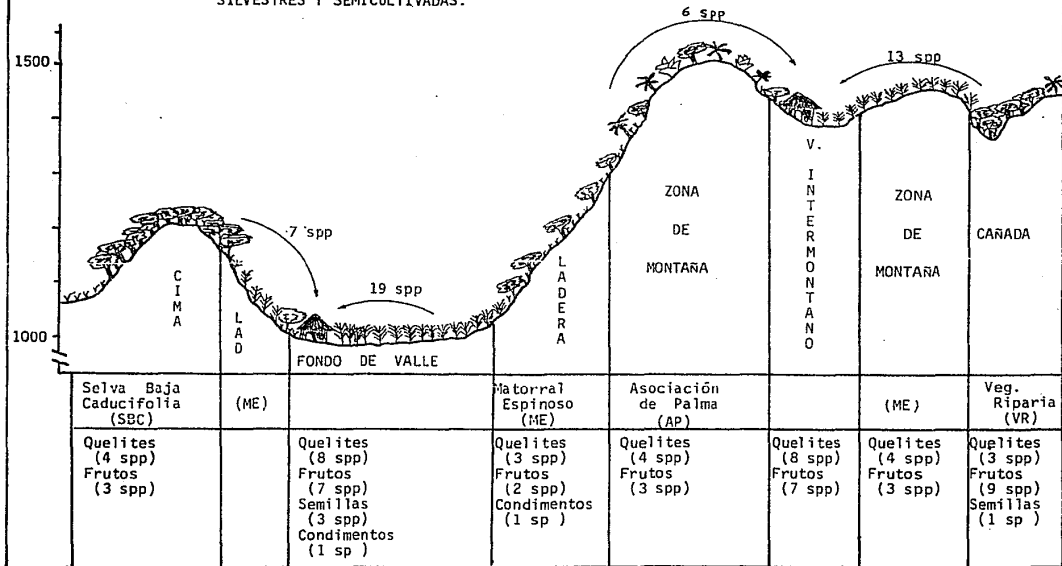 SILVESTRES Y SEMICULTIVADAS.
6 spp
1500
13 spp
V. INTERMONTANO
ZONA DE MONTAÑA
ZONA DE MONTAÑA
CAÑADA
7 spp
CIMA
LADERA
19 spp
LAD
1000
FONDO DE VALLE
Selva Baja
Caducifolia
(SBC)
(ME)
Matorral
Espinoso
(ME)
Asociación
de Palma
(AP)
(ME)
Veg.
Riparia
(VR)
Quelites
(4 spp)
Frutos
(3 spp)
Quelites
(8 spp)
Frutos
(7 spp)
Semillas
(3 spp)
Condimentos
(1 sp )
Quelites
(3 spp)
Frutos
(2 spp)
Condimentos
(1 sp )
Quelites
(4 spp)
Frutos
(3 spp)
Quelites
(8 spp)
Frutos
(7 spp)
Quelites
(4 spp)
Frutos
(3 spp)
Quelites
(3 spp)
Frutos
(9 spp)
Semillas
(1 sp )